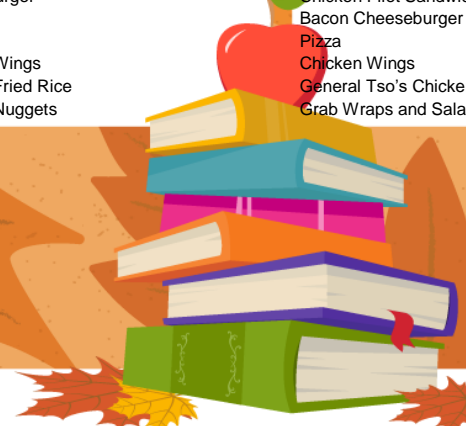 Wings
Fried Rice
Nuggets
Bacon Cheeseburger
Pizza
Chicken Wings
General Tso's Chicke
Grab Wraps and Sala